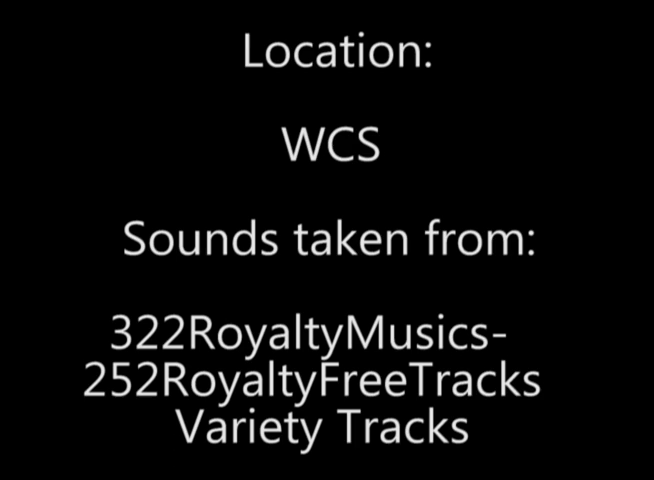 Location:
WCS
Sounds taken from:
322RoyaltyMusics-
252RoyaltyFreeTracks
Variety Tracks